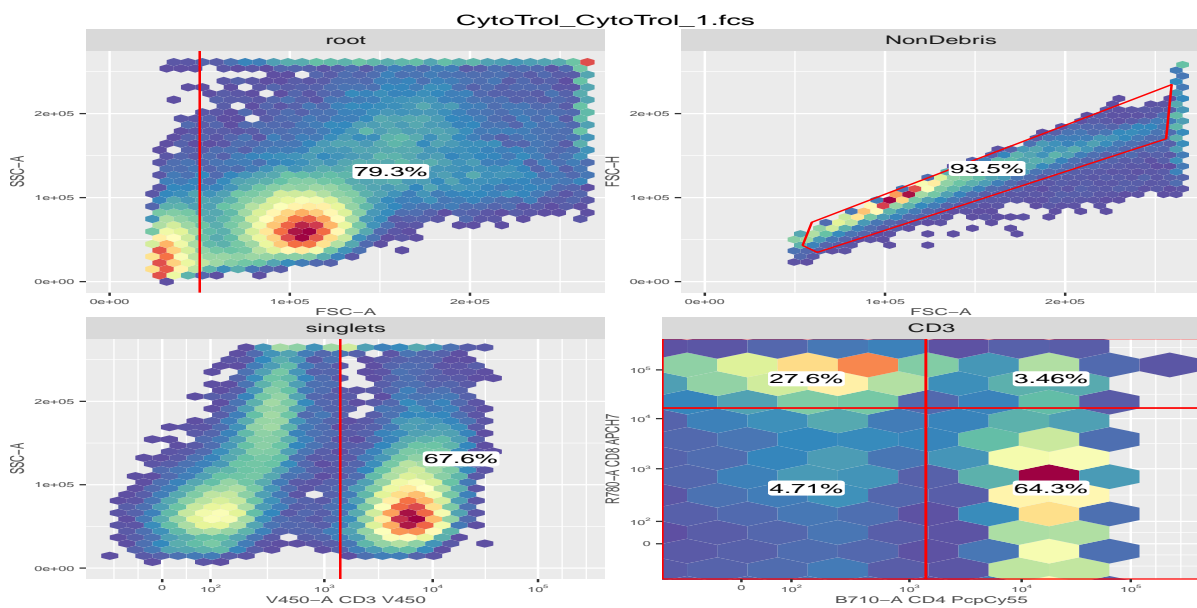 CytoTrol_CytoTrol_1.fcs
root
NonDebris
SSC−A
2e+05
1e+05
0e+00
79.3%
0e+00 1e+05 2e+05
FSC−A
FSC−H
2e+05
1e+05
0e+00
93.5%
0e+00 1e+05 2e+05
FSC−A
singlets
CD3
SSC−A
2e+05
1e+05
0e+00
67.6%
0 10² 10³ 10⁴
V450−A CD3 V450
R780−A CD8 APCH7
10⁵
10⁴
10³
10²
0
27.6% 3.46%
4.71% 64.3%
0 10² 10³ 10⁴ 10⁵
B710−A CD4 PcpCy55